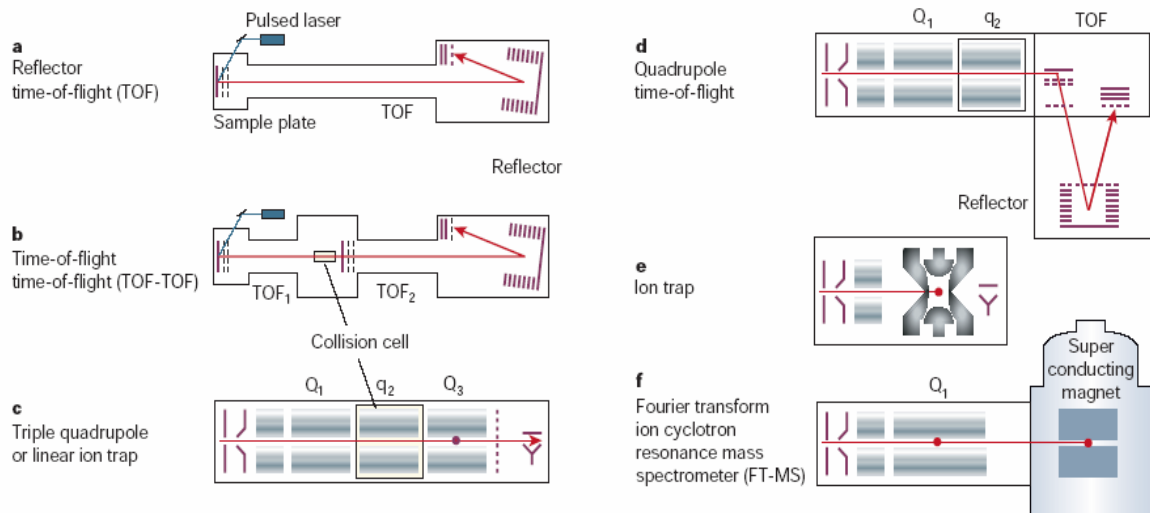 Pulsed laser
a
Reflector
time-of-flight (TOF)
TOF
Sample plate
Reflector
b
Time-of-flight
time-of-flight (TOF-TOF)
TOF1
TOF2
Collision cell
Q1
q2
Q3
c
Triple quadrupole
or linear ion trap
Q1
q2
TOF
d
Quadrupole
time-of-flight
Reflector
e
Ion trap
Super
conducting
magnet
Q1
f
Fourier transform
ion cyclotron
resonance mass
spectrometer (FT-MS)